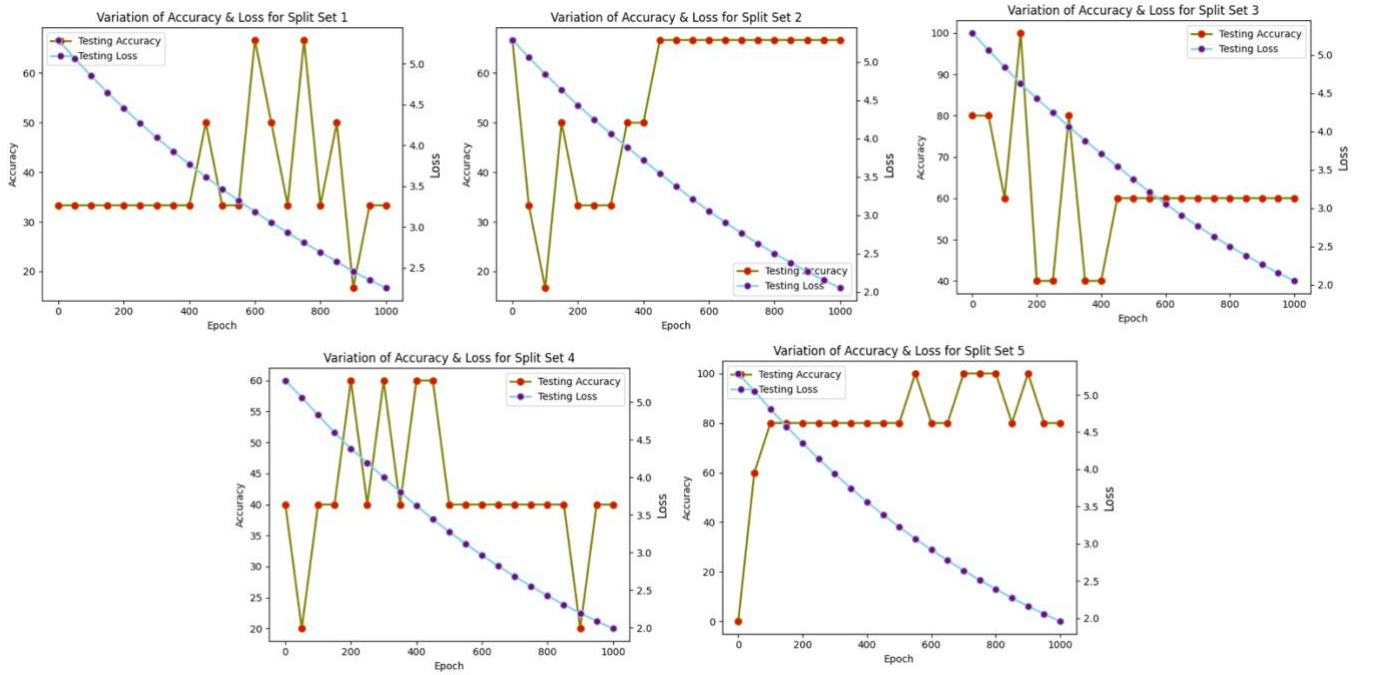 Variation of Accuracy & Loss for Split Set 1
Testing Accuracy
Testing Loss
60
50
40
30
20
Accuracy
5.0
4.5
4.0
3.5
3.0
2.5
Loss
0 200 400 600 800 1000
Epoch
Variation of Accuracy & Loss for Split Set 2
60
50
40
30
20
Accuracy
5.0
4.5
4.0
3.5
3.0
2.5
2.0
Loss
Testing Accuracy
Testing Loss
0 200 400 600 800 1000
Epoch
Variation of Accuracy & Loss for Split Set 3
Testing Accuracy
Testing Loss
100
90
80
70
60
50
40
Accuracy
5.0
4.5
4.0
3.5
3.0
2.5
2.0
Loss
0 200 400 600 800 1000
Epoch
Variation of Accuracy & Loss for Split Set 4
Testing Accuracy
Testing Loss
60
55
50
45
40
35
30
25
20
Accuracy
5.0
4.5
4.0
3.5
3.0
2.5
2.0
Loss
0 200 400 600 800 1000
Epoch
Variation of Accuracy & Loss for Split Set 5
Testing Accuracy
Testing Loss
100
80
60
40
20
0
Accuracy
5.0
4.5
4.0
3.5
3.0
2.5
2.0
Loss
0 200 400 600 800 1000
Epoch